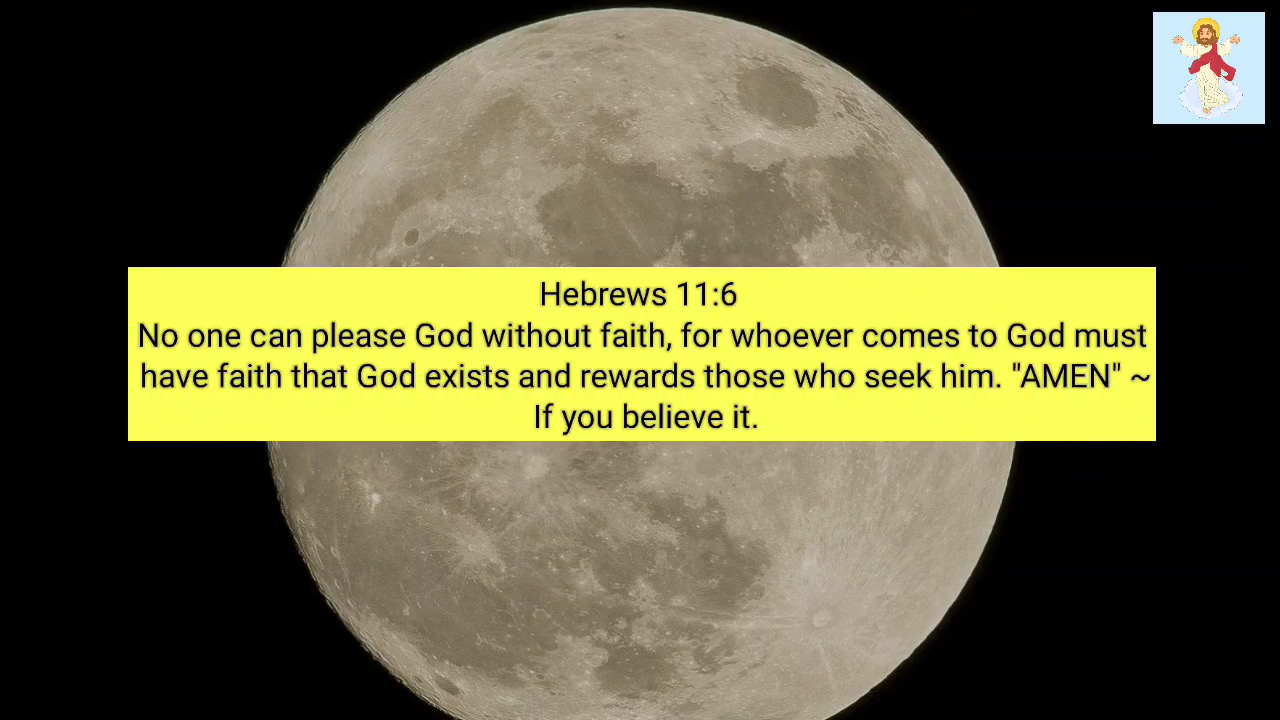 Hebrews 11:6
No one can please God without faith, for whoever comes to God must
have faith that God exists and rewards those who seek him. "AMEN" ~
If you believe it.